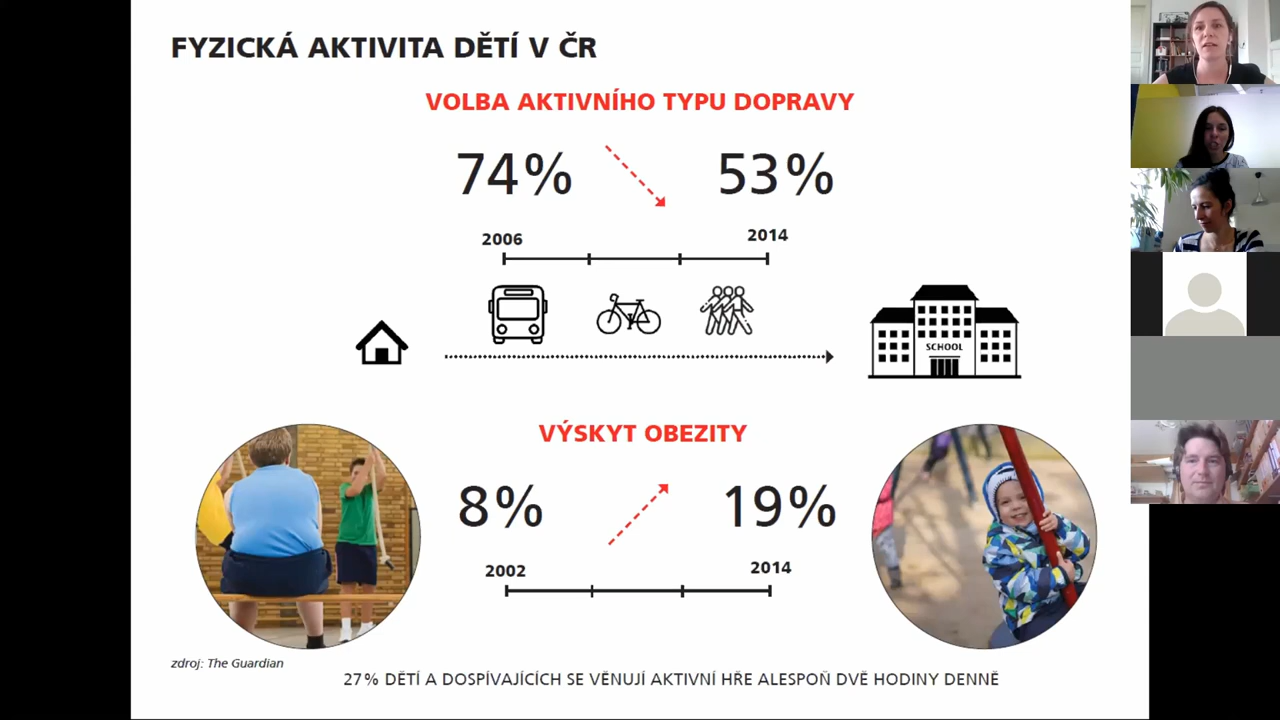 FYZICKÁ AKTIVITA DĚTÍ V ČR
VOLBA AKTIVNÍHO TYPU DOPRAVY
74% 53%
2006 2014
SCHOOL
VÝSKYT OBEZITY
8% 19%
2002 2014
zdroj: The Guardian
27% DĚTÍ A DOSPÍVAJÍCÍCH SE VĚNUJÍ AKTIVNÍ HŘE ALESPOŇ DVĚ HODINY DENNĚ